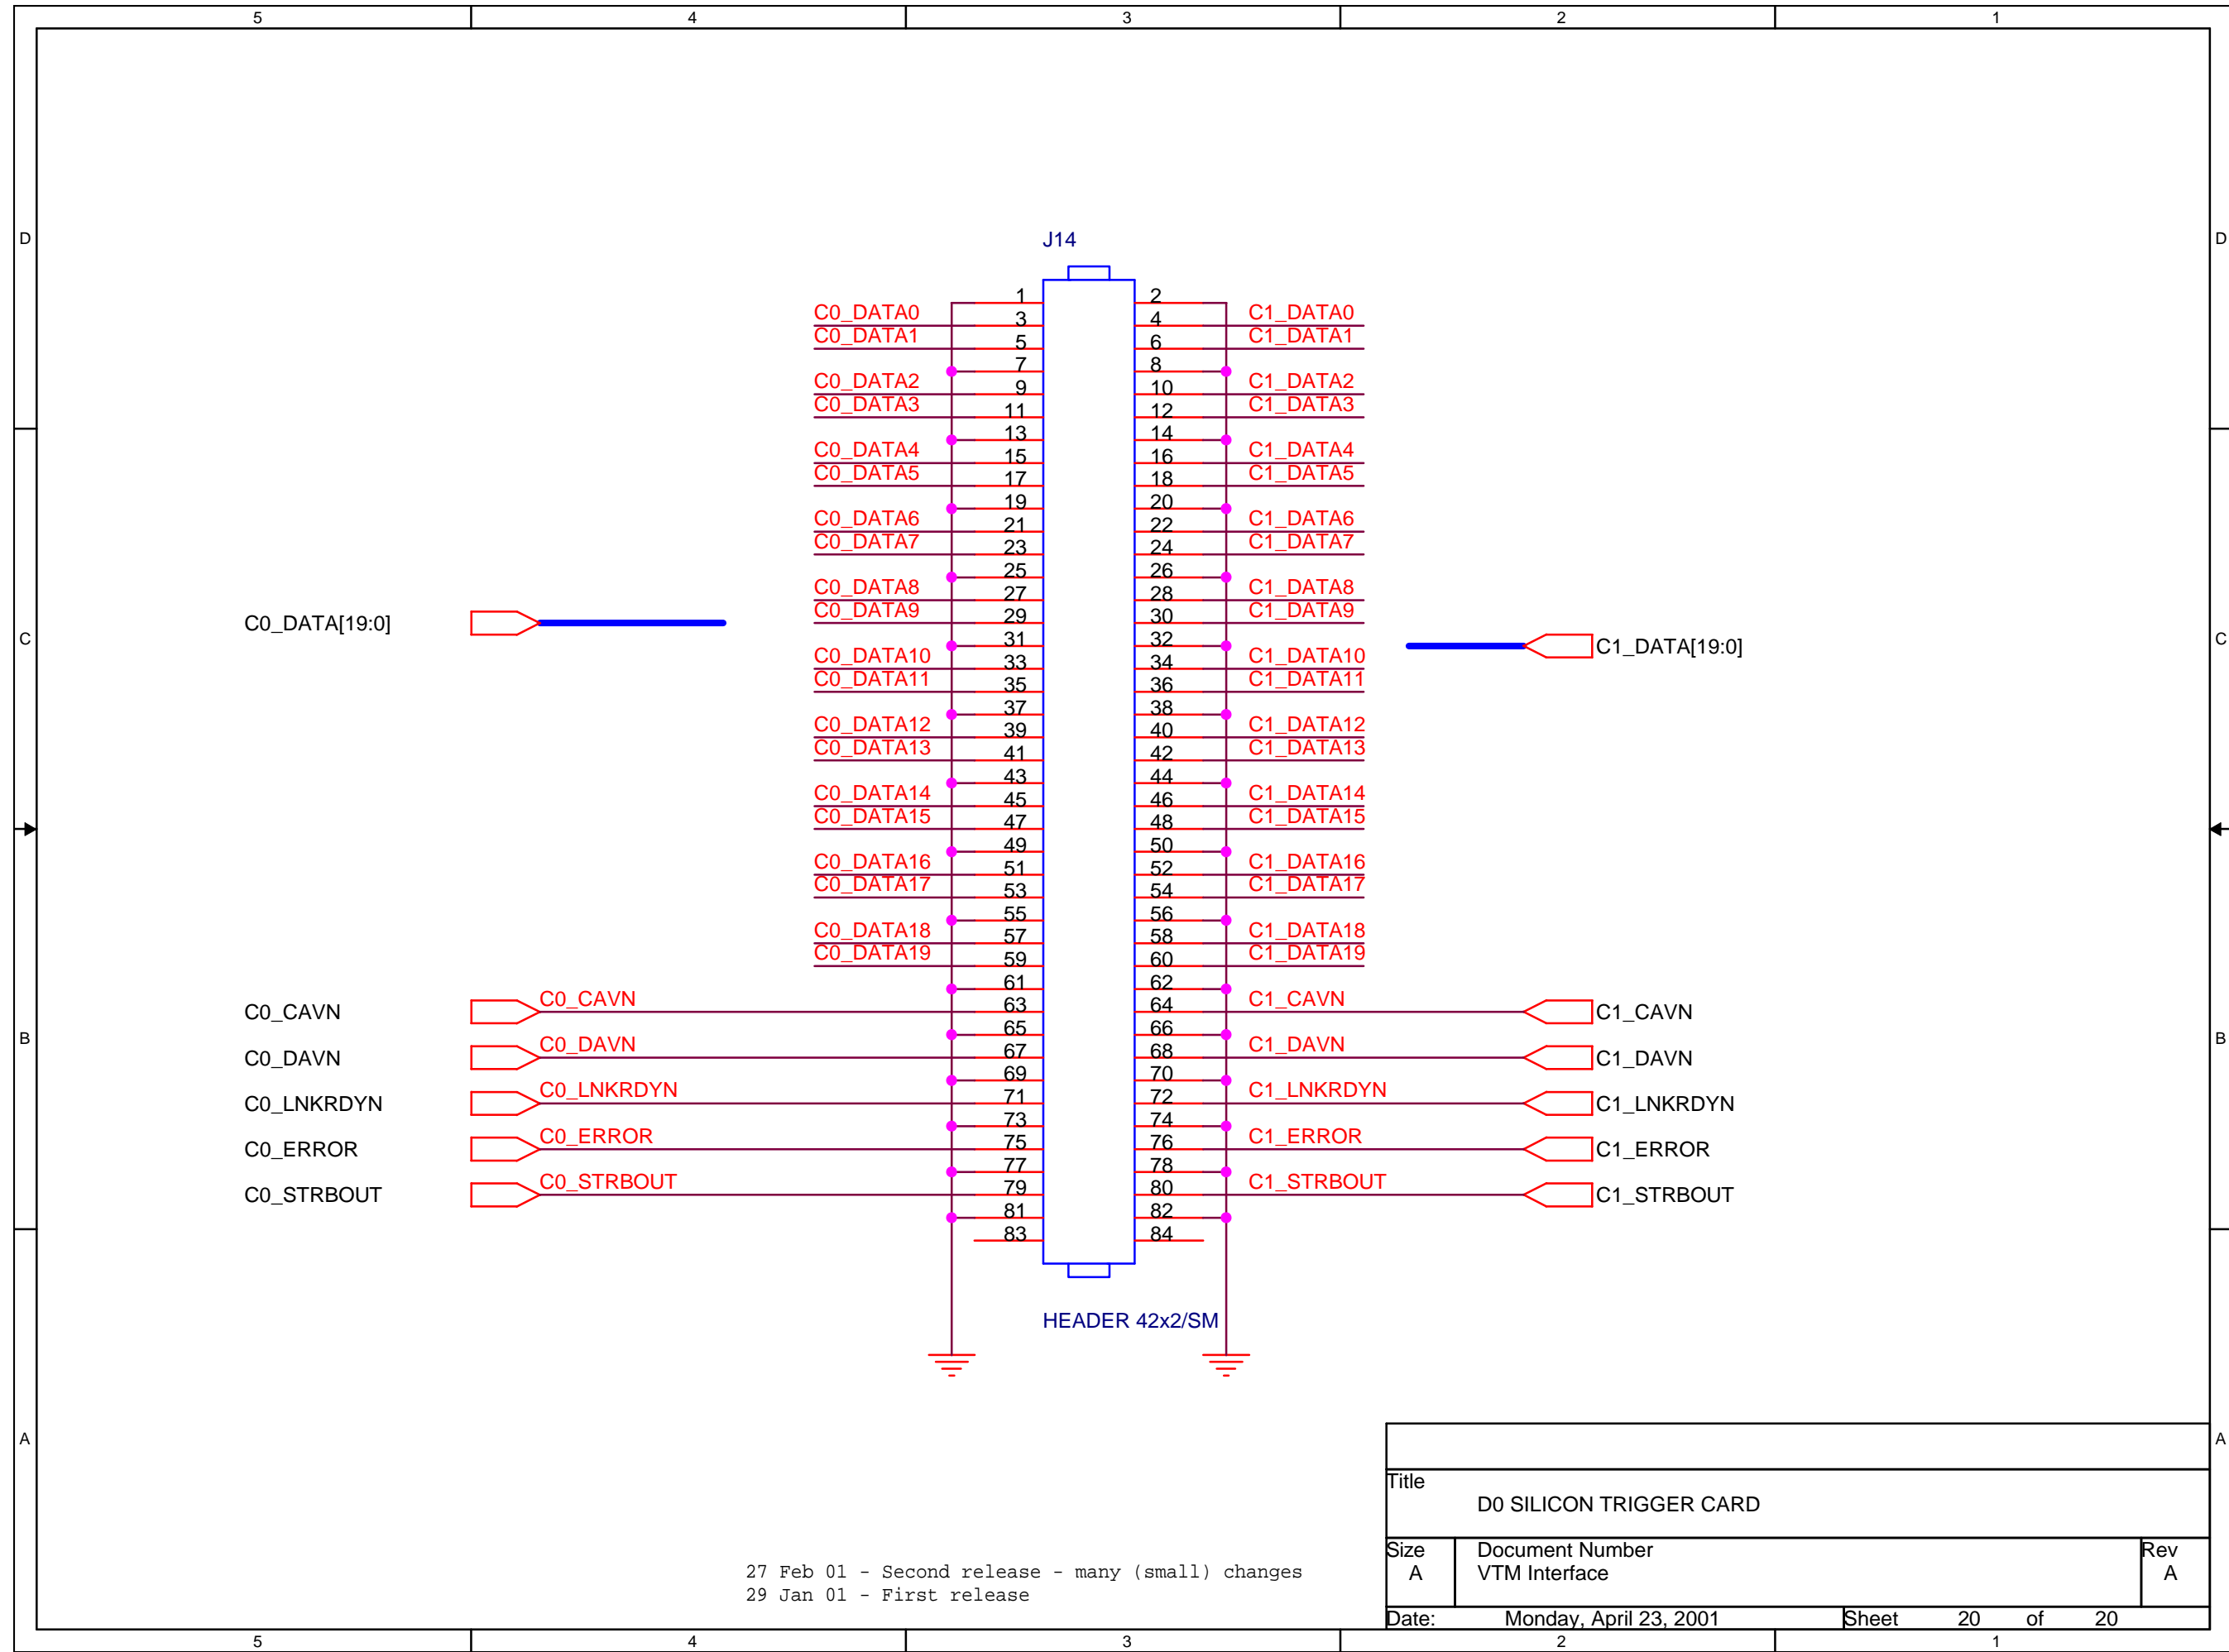 5 4 3 2 1
D D
J14
1 2
C0_DATA0 3 4 C1_DATA0
C0_DATA1 5 6 C1_DATA1
7 8
C0_DATA2 9 10 C1_DATA2
C0_DATA3 11 12 C1_DATA3
13 14
C0_DATA4 15 16 C1_DATA4
C0_DATA5 17 18 C1_DATA5
19 20
C0_DATA6 21 22 C1_DATA6
C0_DATA7 23 24 C1_DATA7
25 26
C0_DATA8 27 28 C1_DATA8
C0_DATA9 29 30 C1_DATA9
C0_DATA[19:0]
C C
31 32
C1_DATA[19:0]
C0_DATA10 33 34 C1_DATA10
C0_DATA11 35 36 C1_DATA11
37 38
C0_DATA12 39 40 C1_DATA12
C0_DATA13 41 42 C1_DATA13
43 44
C0_DATA14 45 46 C1_DATA14
C0_DATA15 47 48 C1_DATA15
49 50
C0_DATA16 51 52 C1_DATA16
C0_DATA17 53 54 C1_DATA17
55 56
C0_DATA18 57 58 C1_DATA18
C0_DATA19 59 60 C1_DATA19
61 62
C0_CAVN C0_CAVN 63 64 C1_CAVN C1_CAVN
65 66
B B
C0_DAVN C0_DAVN 67 68 C1_DAVN C1_DAVN
69 70
C0_LNKRDYN C0_LNKRDYN 71 72 C1_LNKRDYN C1_LNKRDYN
73 74
C0_ERROR C0_ERROR 75 76 C1_ERROR C1_ERROR
77 78
C0_STRBOUT C0_STRBOUT 79 80 C1_STRBOUT C1_STRBOUT
81 82
83 84
HEADER 42x2/SM
A A
Title
D0 SILICON TRIGGER CARD
Size Document Number Rev
A VTM Interface A
27 Feb 01 - Second release - many (small) changes
29 Jan 01 - First release
Date: Monday, April 23, 2001 Sheet 20 of 20
5 4 3 2 1